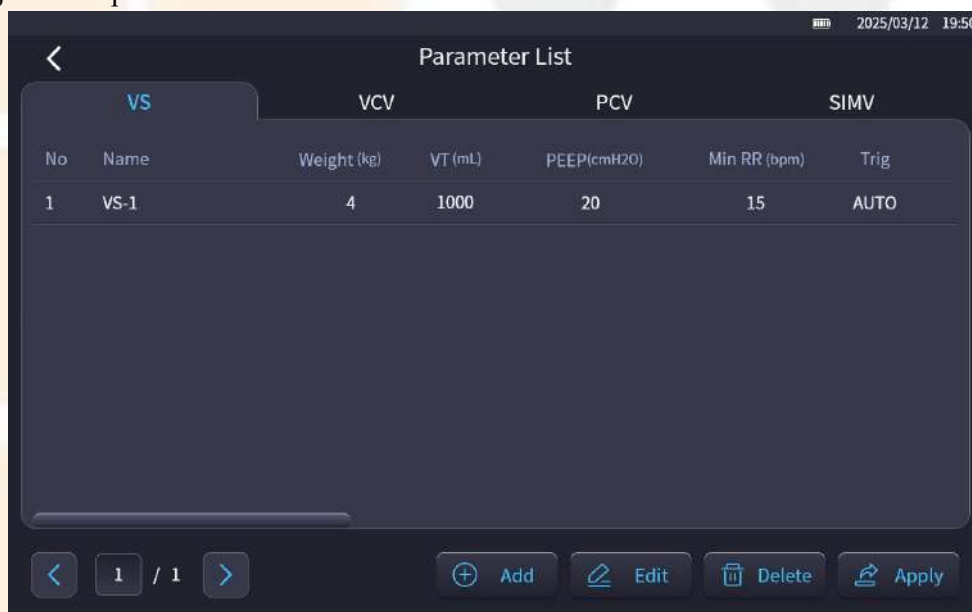 2025/03/12 19:50
Parameter List
VS VCV PCV SIMV
No Name Weight (kg) VT (mL) PEEP(cmH2O) Min RR (bpm) Trig
1 VS-1 4 1000 20 15 AUTO
1 / 1 Add Edit Delete Apply